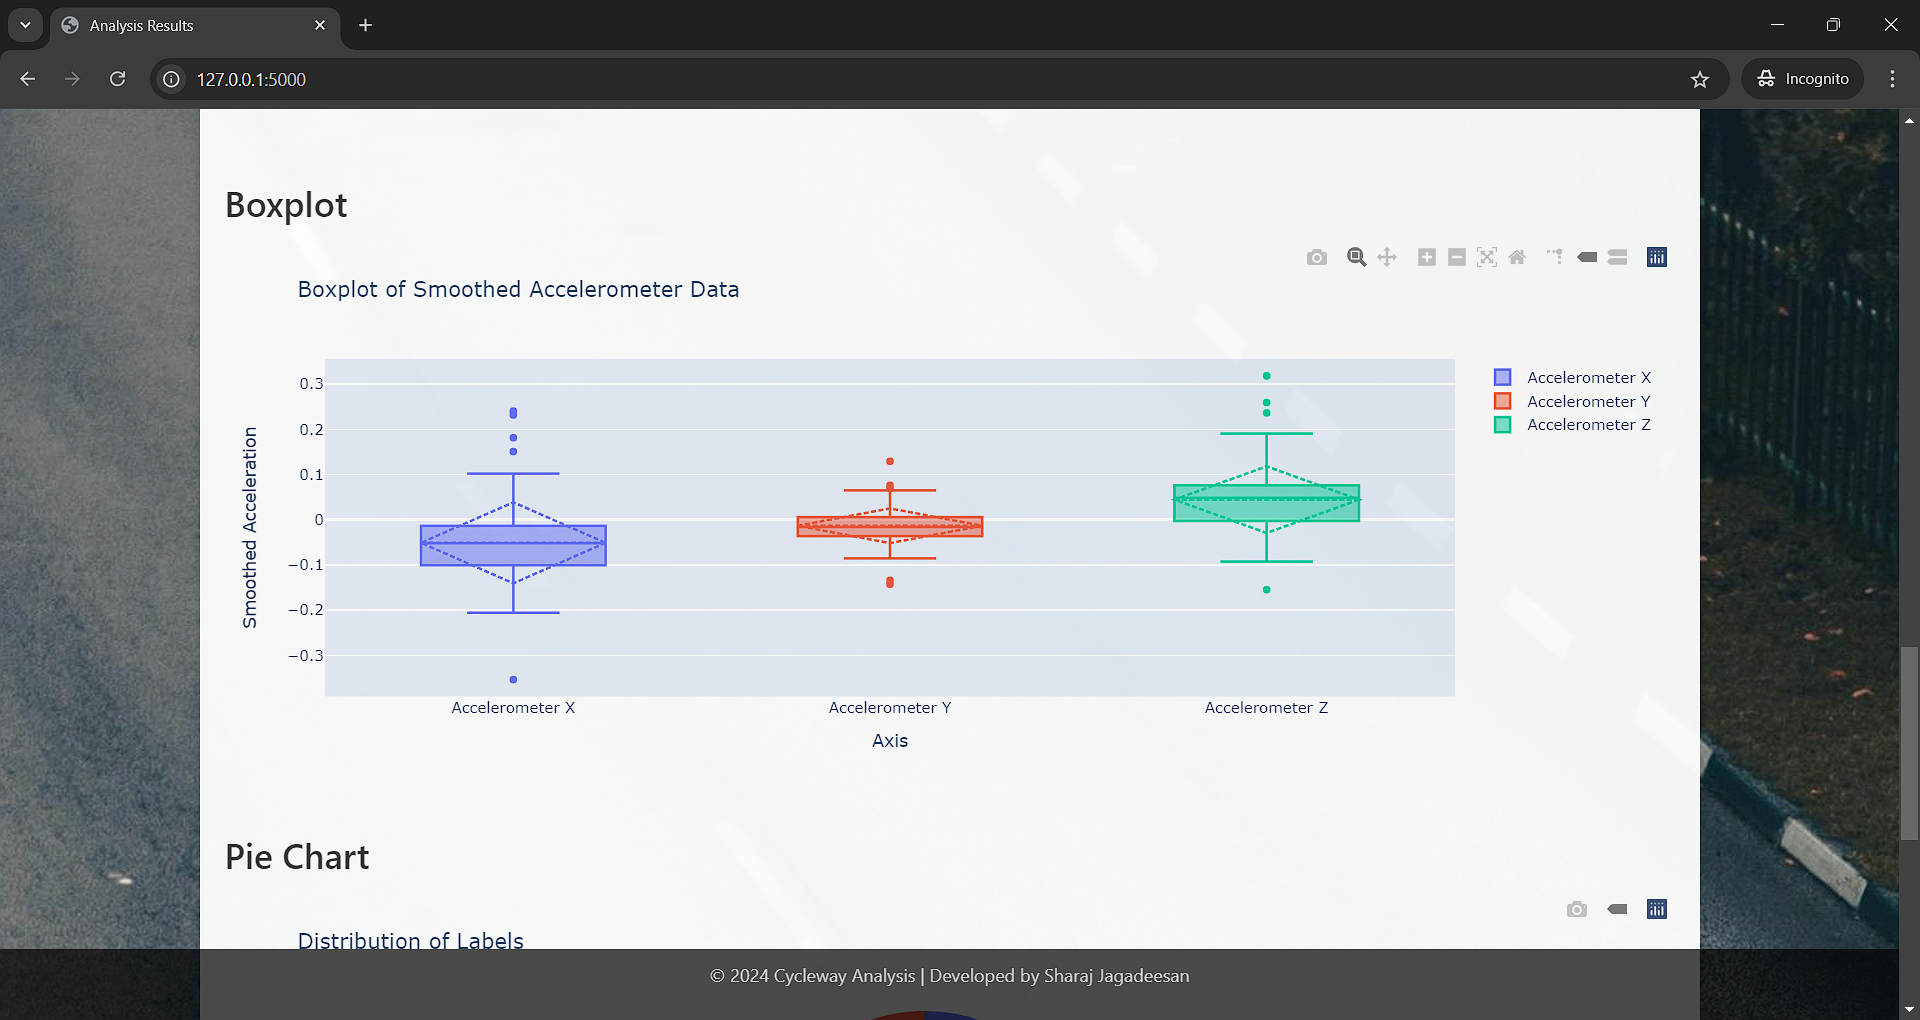 Analysis Results
127.0.0.1:5000
Incognito
Boxplot
Boxplot of Smoothed Accelerometer Data
Smoothed Acceleration
0.3
0.2
0.1
0
−0.1
−0.2
−0.3
Accelerometer X
Accelerometer Y
Accelerometer Z
Axis
Accelerometer X
Accelerometer Y
Accelerometer Z
Pie Chart
Distribution of Labels
© 2024 Cycleway Analysis | Developed by Sharaj Jagadeesan